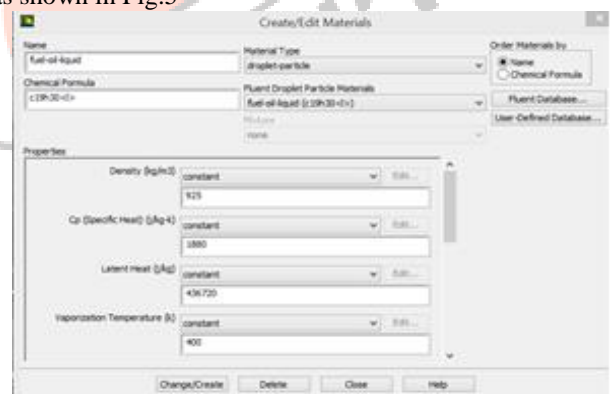 as shown in Fig.5
Create/Edit Materials
Name
fuel-oil-liquid
Material Type
droplet-particle
Order Materials by
Name
Chemical Formula
Chemical Formula
c19h30<l>
Fluent Droplet Particle Materials
fuel-oil-liquid (c19h30<l>)
Mixture
none
Fluent Database...
User-Defined Database...
Properties
Density (kg/m3) constant Edit...
925
Cp (Specific Heat) (j/kg-k) constant Edit...
1880
Latent Heat (j/kg) constant Edit...
436720
Vaporization Temperature (k) constant Edit...
400
Change/Create Delete Close Help